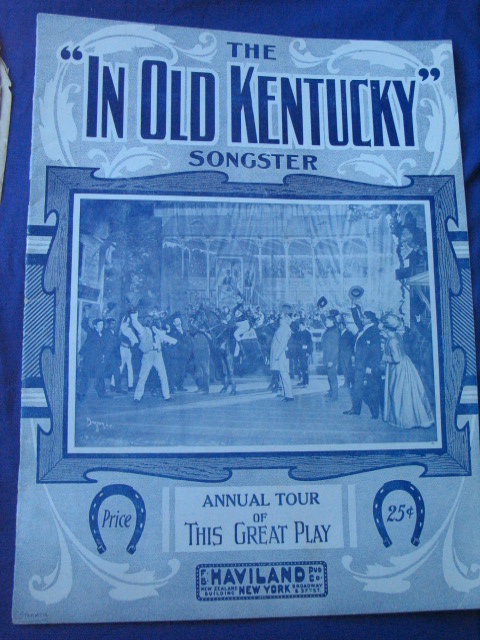 THE
"IN OLD KENTUCKY"
SONGSTER
ANNUAL TOUR
OF
THIS GREAT PLAY
Price
25¢
F.B. HAVILAND PUB CO.
NEW ZEALAND BUILDING NEW YORK BROADWAY & 37TH ST